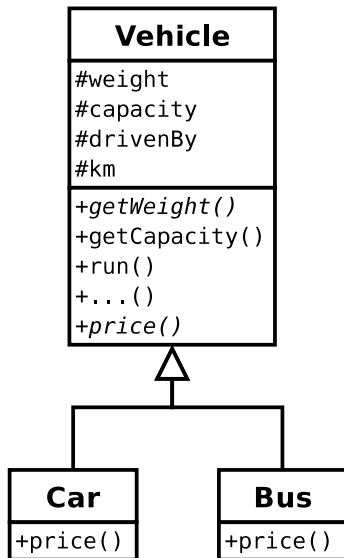 Vehicle
#weight
#capacity
#drivenBy
#km
+getWeight()
+getCapacity()
+run()
+...()
+price()
Car
+price()
Bus
+price()